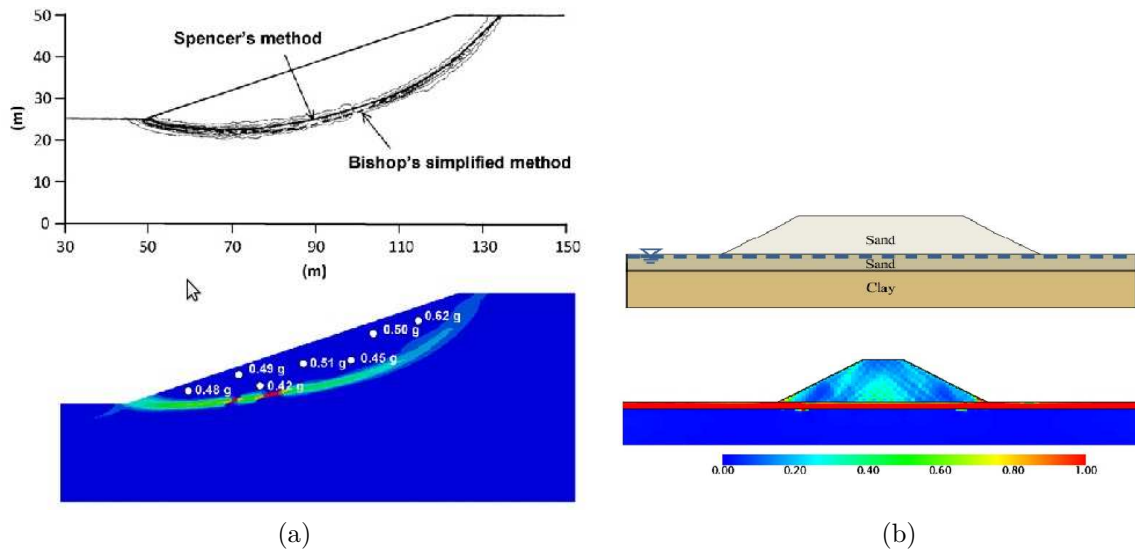 50
40
30
20
10
0
(m)
Spencer's method
Bishop's simplified method
30 50 70 90 110 130 150
(m)
0.62 g
0.50 g
0.51 g 0.45 g
0.49 g
0.48 g 0.42 g
(a)
Sand
Sand
Clay
0.00 0.20 0.40 0.60 0.80 1.00
(b)